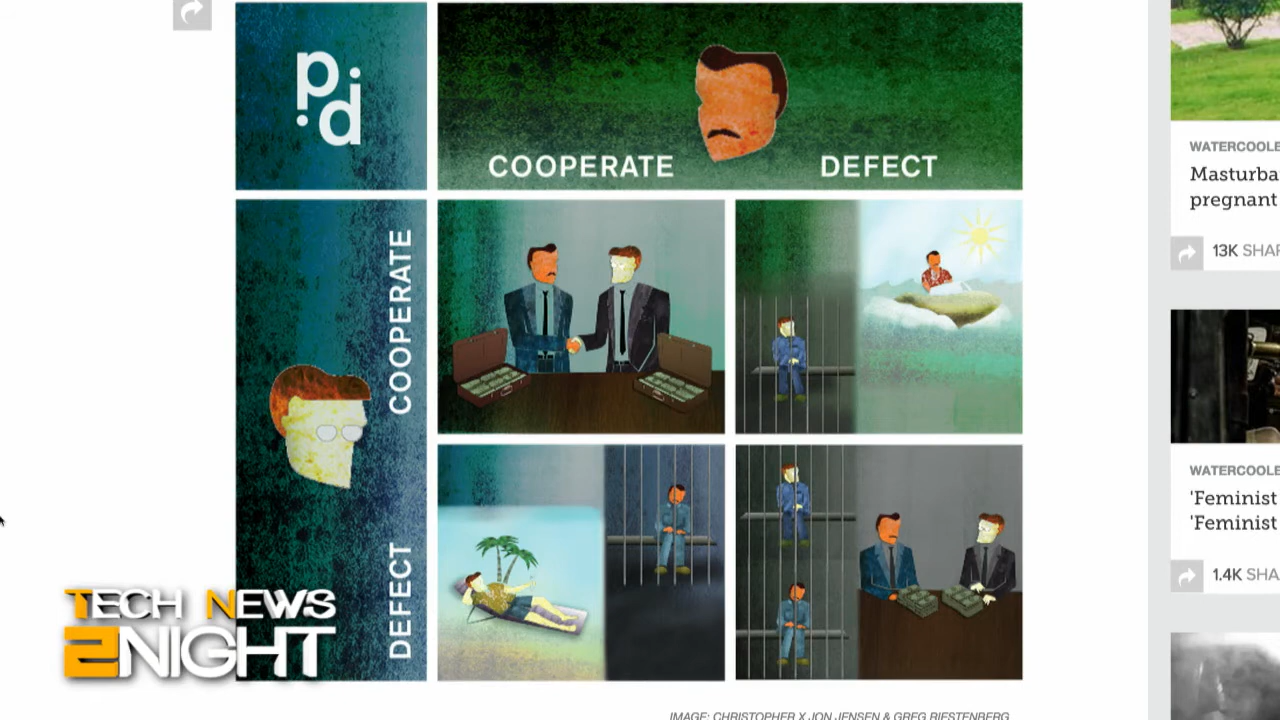 p.
.d
COOPERATE
DEFECT
COOPERATE
DEFECT
TECH NEWS
2NIGHT
IMAGE: CHRISTOPHER X JON JENSEN & GREG RIESTENBERG
WATERCOOLE
Masturba
pregnant
13K SHAR
WATERCOOLE
'Feminist
'Feminist
1.4K SHA